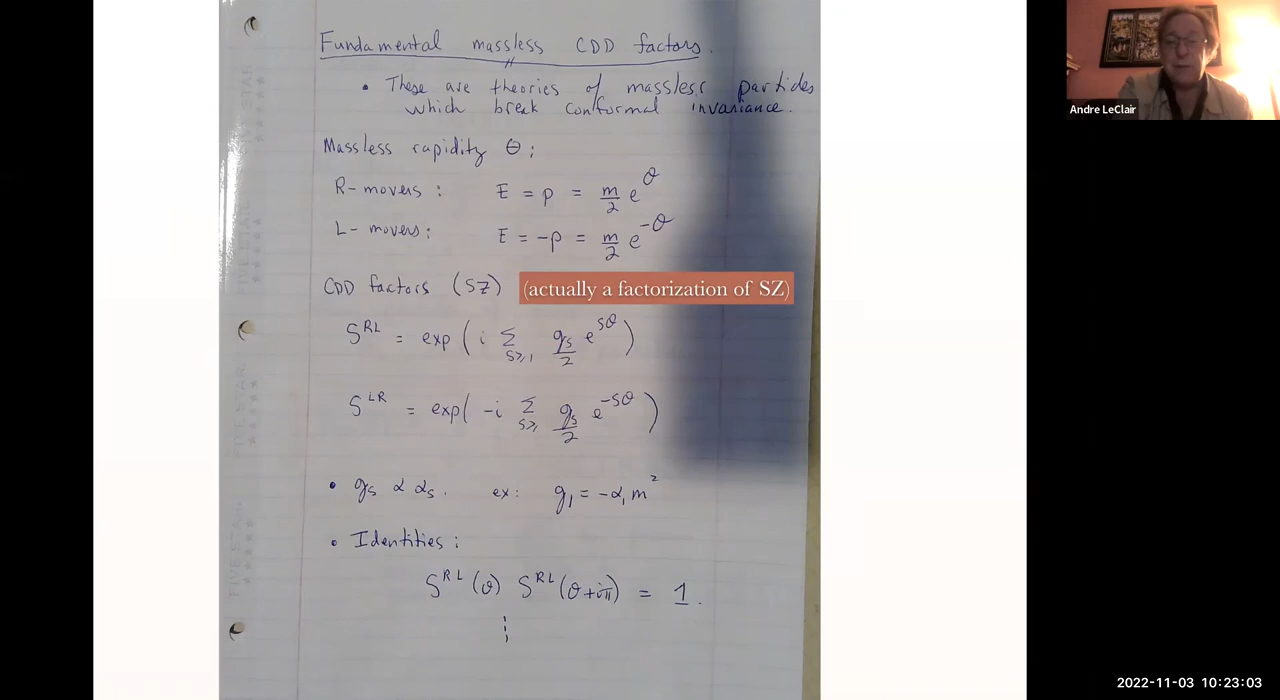 Fundamental massless CDD factors.
• These are theories of massless particles
which break conformal invariance.
Massless rapidity θ;
R-movers: E = p = m/2 e^θ
L-movers: E = -p = m/2 e^-θ
CDD factors (SZ) (actually a factorization of SZ)
S^RL = exp ( i Σ_{s≥1} g_s/2 e^{sθ} )
S^LR = exp( -i Σ_{s≥1} g_s/2 e^{-sθ} )
• g_s ∝ α_s. ex: g_1 = -α_1 m^2
• Identities:
S^RL (θ) S^RL (θ+iπ) = 1.
Andre LeClair
2022-11-03 10:23:03